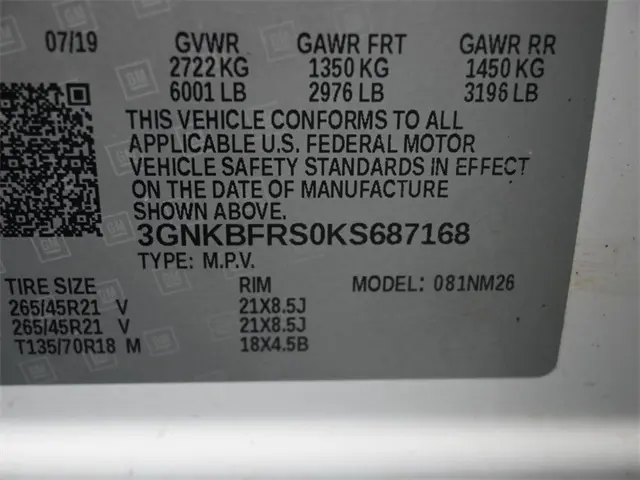 07/19 GVWR GAWR FRT GAWR RR
2722 KG 1350 KG 1450 KG
6001 LB 2976 LB 3196 LB
THIS VEHICLE CONFORMS TO ALL
APPLICABLE U.S. FEDERAL MOTOR
VEHICLE SAFETY STANDARDS IN EFFECT
ON THE DATE OF MANUFACTURE
SHOWN ABOVE.
3GNKBFRS0KS687168
TYPE: M.P.V.
TIRE SIZE RIM MODEL: 081NM26
265/45R21 V 21X8.5J
265/45R21 V 21X8.5J
T135/70R18 M 18X4.5B